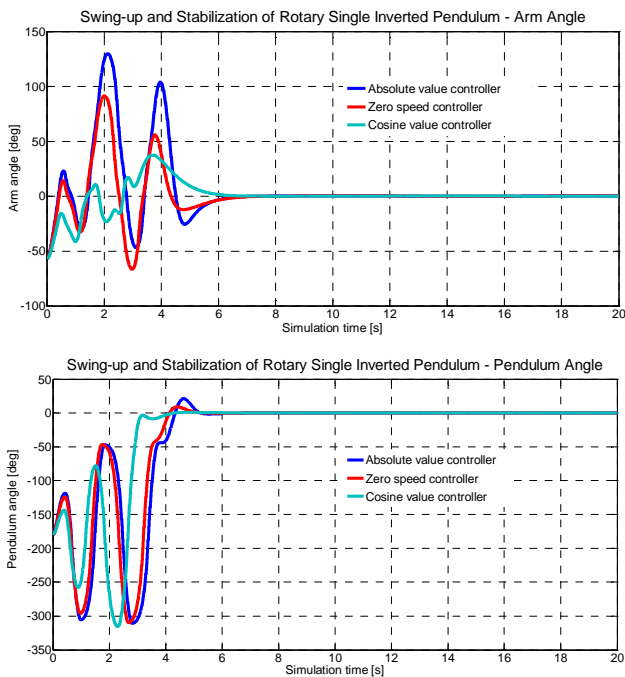 Swing-up and Stabilization of Rotary Single Inverted Pendulum - Arm Angle
150
100
50
0
-50
-100
Arm angle [deg]
Absolute value controller
Zero speed controller
Cosine value controller
0 2 4 6 8 10 12 14 16 18 20
Simulation time [s]
Swing-up and Stabilization of Rotary Single Inverted Pendulum - Pendulum Angle
50
0
-50
-100
-150
-200
-250
-300
-350
Pendulum angle [deg]
Absolute value controller
Zero speed controller
Cosine value controller
0 2 4 6 8 10 12 14 16 18 20
Simulation time [s]